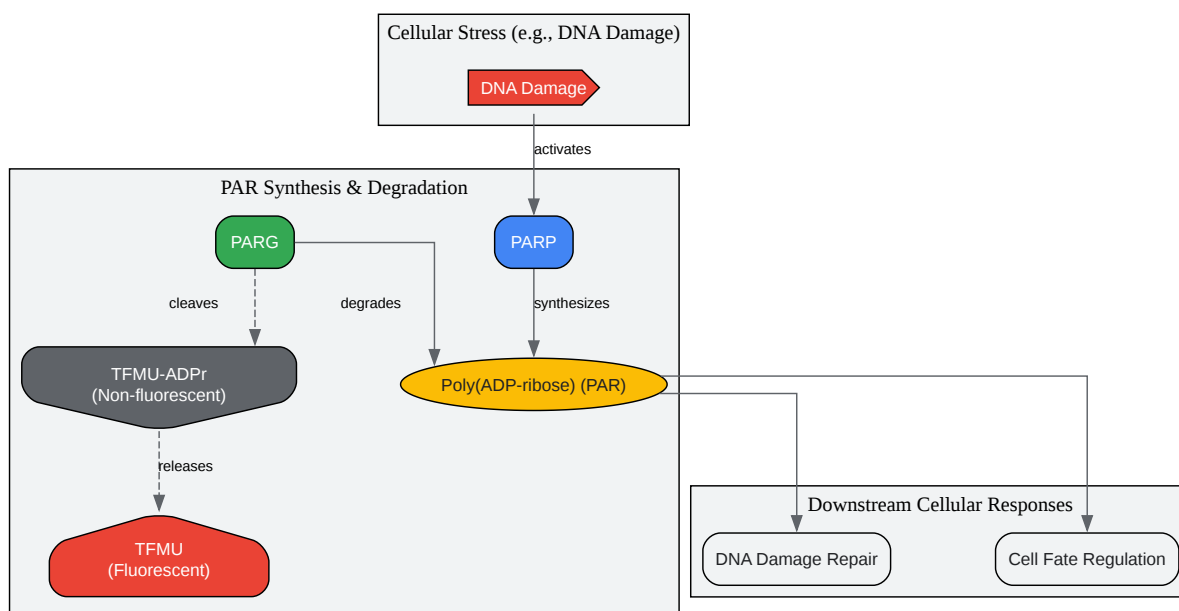 Cellular Stress (e.g., DNA Damage)
DNA Damage
activates
PAR Synthesis & Degradation
PARG
PARP
cleaves
degrades
synthesizes
TFMU-ADPr
(Non-fluorescent)
Poly(ADP-ribose) (PAR)
releases
TFMU
(Fluorescent)
Downstream Cellular Responses
DNA Damage Repair
Cell Fate Regulation